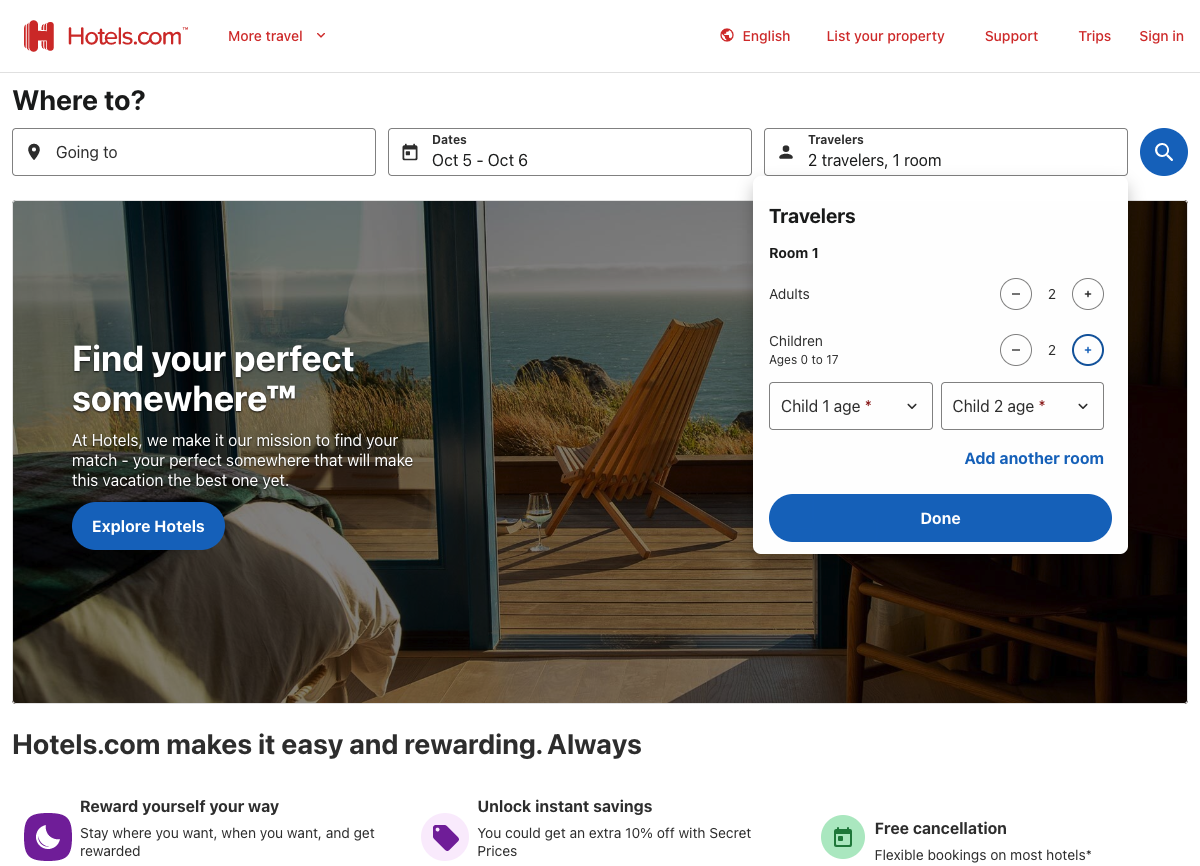 Hotels.com™
More travel
English
List your property
Support
Trips
Sign in
Where to?
Going to
Dates
Oct 5 - Oct 6
Travelers
2 travelers, 1 room
Travelers
Room 1
Adults
2
Children
Ages 0 to 17
2
Child 1 age *
Child 2 age *
Add another room
Done
Find your perfect
somewhere™
At Hotels, we make it our mission to find your
match - your perfect somewhere that will make
this vacation the best one yet.
Explore Hotels
Hotels.com makes it easy and rewarding. Always
Reward yourself your way
Stay where you want, when you want, and get
rewarded
Unlock instant savings
You could get an extra 10% off with Secret
Prices
Free cancellation
Flexible bookings on most hotels*